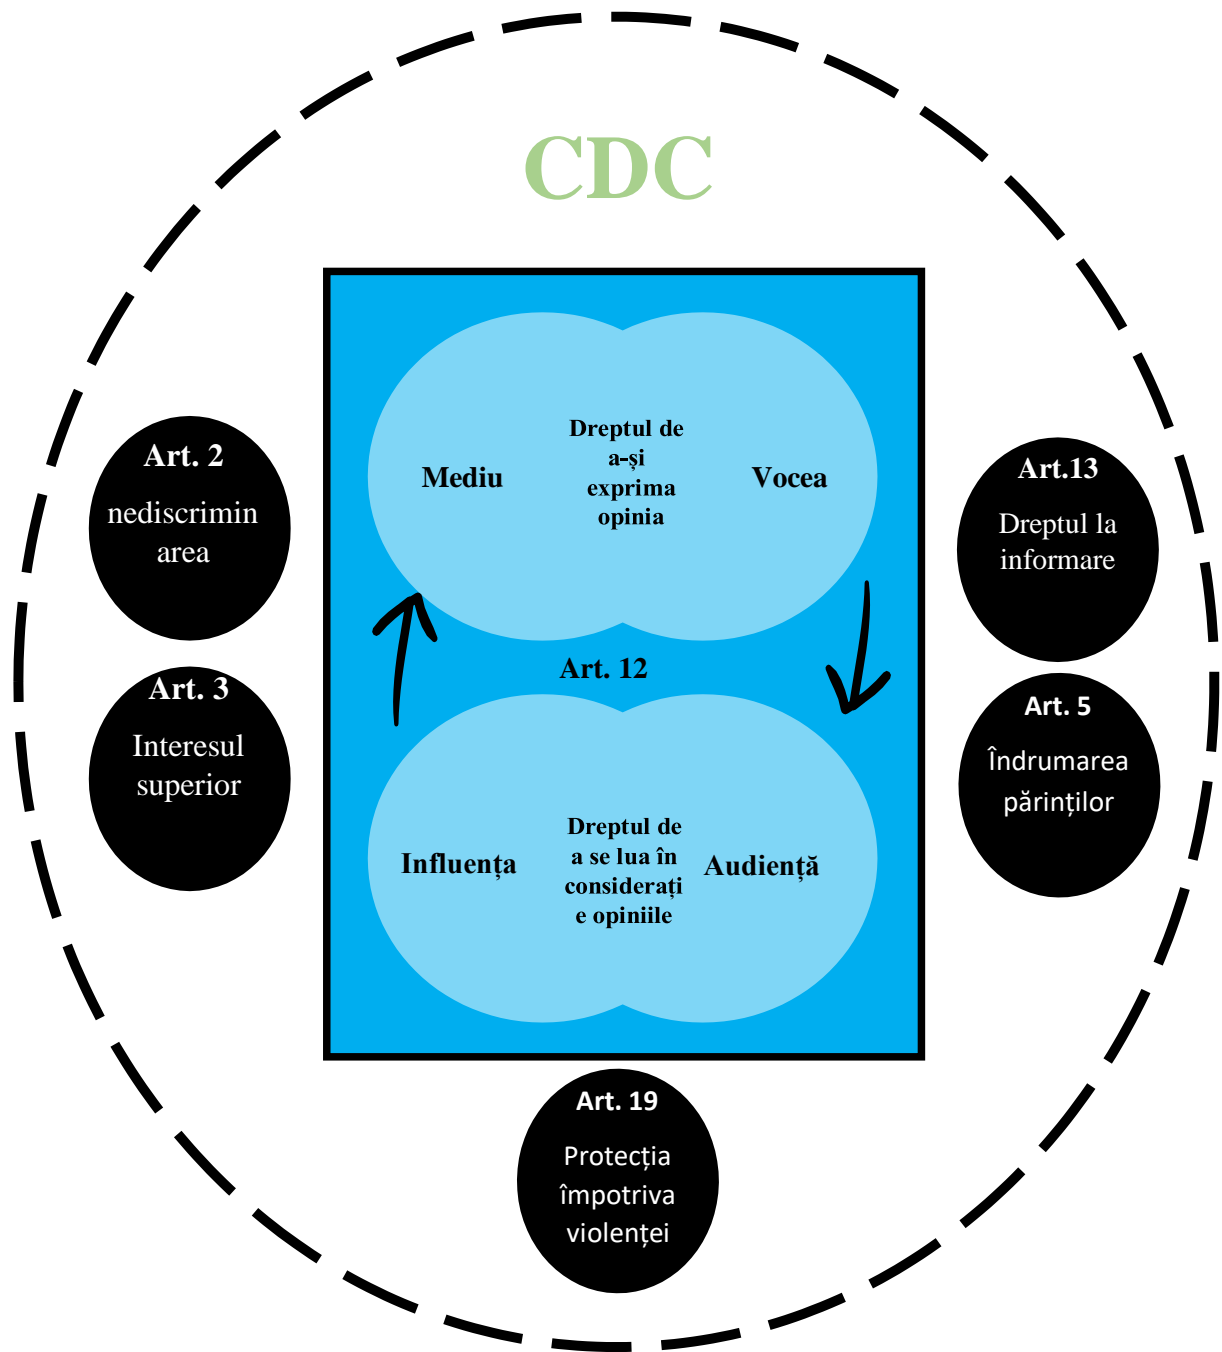 CDC
Art. 2
nediscrimin
area
Art. 3
Interesul
superior
Mediu
Dreptul de
a-și
exprima
opinia
Vocea
Art. 12
Influența
Dreptul de
a se lua în
considerați
e opiniile
Audiență
Art.13
Dreptul la
informare
Art. 5
Îndrumarea
părinților
Art. 19
Protecția
împotriva
violenței